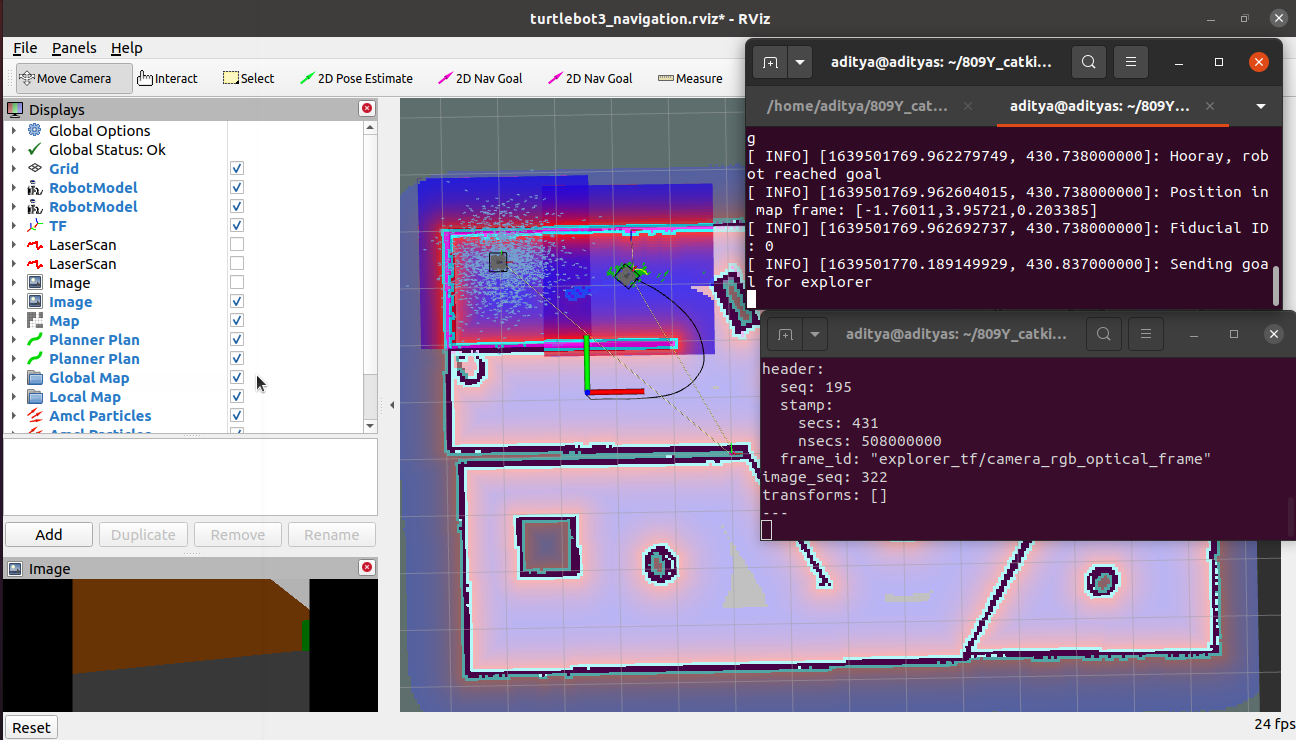 turtlebot3_navigation.rviz* - RViz
File Panels Help
Move Camera Interact Select 2D Pose Estimate 2D Nav Goal 2D Nav Goal Measure
Displays
Global Options
Global Status: Ok
Grid
RobotModel
RobotModel
TF
LaserScan
LaserScan
Image
Image
Map
Planner Plan
Planner Plan
Global Map
Local Map
Amcl Particles
Add Duplicate Remove Rename
Image
Reset
24 fps
aditya@adityas: ~/809Y_catki...
/home/aditya/809Y_cat... aditya@adityas: ~/809Y...
g
[ INFO] [1639501769.962279749, 430.738000000]: Hooray, rob
ot reached goal
[ INFO] [1639501769.962604015, 430.738000000]: Position in
map frame: [-1.76011,3.95721,0.203385]
[ INFO] [1639501769.962692737, 430.738000000]: Fiducial ID
: 0
[ INFO] [1639501770.189149929, 430.837000000]: Sending goa
l for explorer
aditya@adityas: ~/809Y_catki...
header:
seq: 195
stamp:
secs: 431
nsecs: 508000000
frame_id: "explorer_tf/camera_rgb_optical_frame"
image_seq: 322
transforms: []
---